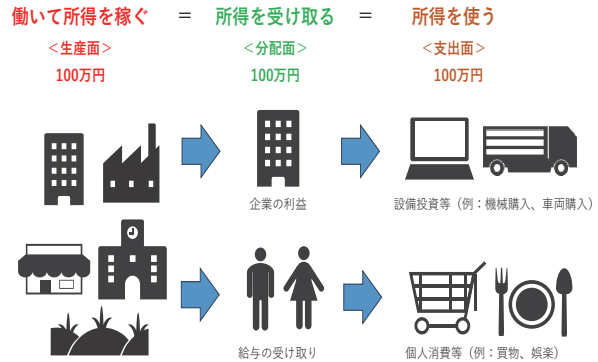 働いて所得を稼ぐ ＝ 所得を受け取る ＝ 所得を使う
＜生産面＞ ＜分配面＞ ＜支出面＞
100万円 100万円 100万円
企業の利益 設備投資等（例：機械購入、車両購入）
給与の受け取り 個人消費等（例：買物、娯楽）